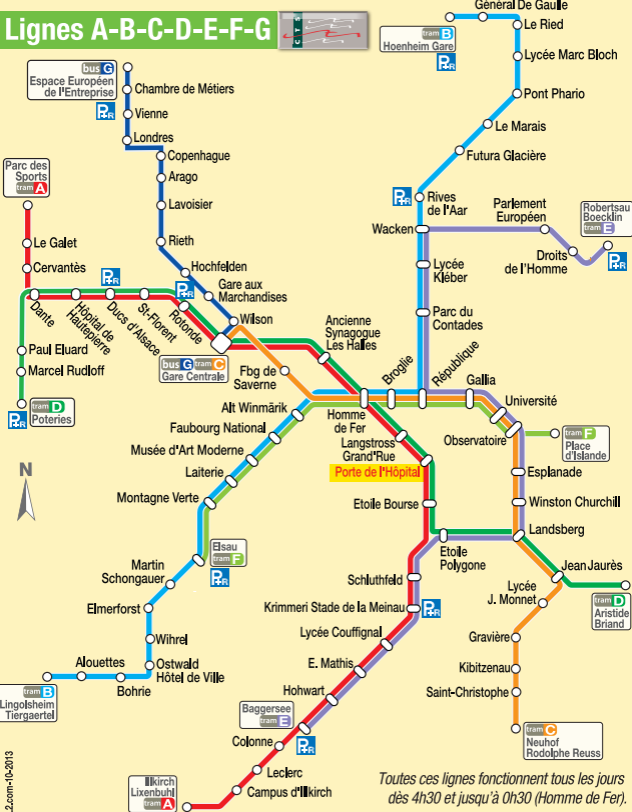 Lignes A-B-C-D-E-F-G
CTS
Général De Gaulle
Le Ried
tram B
Hoenheim Gare
P+R
Lycée Marc Bloch
Pont Phario
Le Marais
Futura Glacière
bus G
Espace Européen
de l'Entreprise
P+R
Chambre de Métiers
Vienne
Londres
Copenhague
Arago
Lavoisier
Rieth
Hochfelden
Gare aux
Marchandises
Wilson
Parc des
Sports
tram A
Le Galet
Cervantès
P+R
P+R
Dante
Hôpital de
Hautepierre
Ducs d'Alsace
St-Florent
Rotonde
Paul Eluard
Marcel Rudloff
P+R
tram D
Poteries
bus G tram C
Gare Centrale
P+R
Rives
de l'Aar
Wacken
Parlement
Européen
Robertsau
Boecklin
tram E
P+R
Droits
de l'Homme
Lycée
Kléber
Parc du
Contades
Ancienne
Synagogue
Les Halles
Fbg de
Saverne
Broglie
République
Gallia
Université
Alt Winmärik
Faubourg National
Musée d'Art Moderne
Laiterie
Montagne Verte
Homme
de Fer
Langstross
Grand'Rue
Porte de l'Hôpital
Observatoire
tram F
Place
d'Islande
Esplanade
Winston Churchill
Landsberg
Etoile Bourse
Etoile
Polygone
N
Elsau
tram F
P+R
Martin
Schongauer
Elmerforst
Wihrel
Ostwald
Hôtel de Ville
Alouettes
Bohrie
tram B
Lingolsheim
Tiergaertel
Schluthfeld
Krimmeri Stade de la Meinau
P+R
Lycée Couffignal
E. Mathis
Hohwart
Baggersee
tram E
P+R
Colonne
Leclerc
Campus d'Illkirch
Illkirch
Lixenbuhl
tram A
Jean Jaurès
tram D
Aristide
Briand
Lycée
J. Monnet
Gravière
Kibitzenau
Saint-Christophe
tram C
Neuhof
Rodolphe Reuss
Toutes ces lignes fonctionnent tous les jours
dès 4h30 et jusqu'à 0h30 (Homme de Fer).
2.com-10-2013